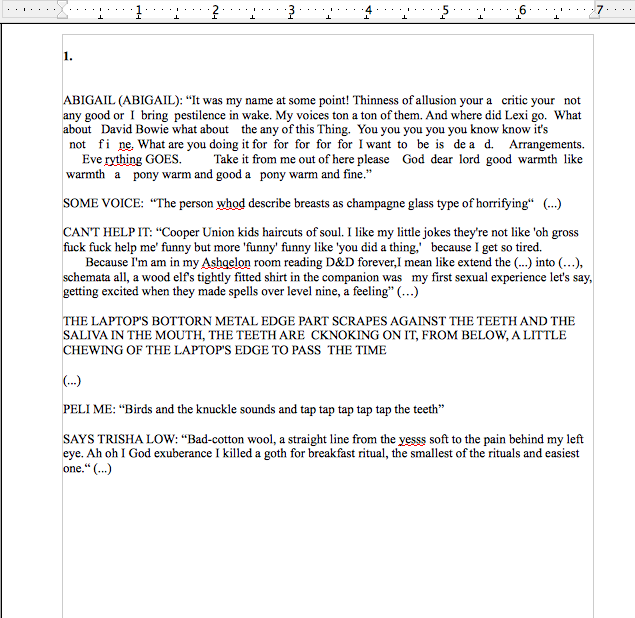 1 2 3 4 5 6 7
1.
ABIGAIL (ABIGAIL): “It was my name at some point! Thinness of allusion your a critic your not
any good or I bring pestilence in wake. My voices ton a ton of them. And where did Lexi go. What
about David Bowie what about the any of this Thing. You you you you you know know it's
not f i ne. What are you doing it for for for for for I want to be is de a d. Arrangements.
Eve rything GOES. Take it from me out of here please God dear lord good warmth like
warmth a pony warm and good a pony warm and fine.”
SOME VOICE: “The person whod describe breasts as champagne glass type of horrifying“ (...)
CAN'T HELP IT: “Cooper Union kids haircuts of soul. I like my little jokes they're not like 'oh gross
fuck fuck help me' funny but more 'funny' funny like 'you did a thing,' because I get so tired.
Because I'm am in my Ashgelon room reading D&D forever,I mean like extend the (...) into (…),
schemata all, a wood elf's tightly fitted shirt in the companion was my first sexual experience let's say,
getting excited when they made spells over level nine, a feeling” (…)
THE LAPTOP'S BOTTORN METAL EDGE PART SCRAPES AGAINST THE TEETH AND THE
SALIVA IN THE MOUTH, THE TEETH ARE CKNOKING ON IT, FROM BELOW, A LITTLE
CHEWING OF THE LAPTOP'S EDGE TO PASS THE TIME
(...)
PELI ME: “Birds and the knuckle sounds and tap tap tap tap tap the teeth”
SAYS TRISHA LOW: “Bad-cotton wool, a straight line from the yesss soft to the pain behind my left
eye. Ah oh I God exuberance I killed a goth for breakfast ritual, the smallest of the rituals and easiest
one.“ (...)